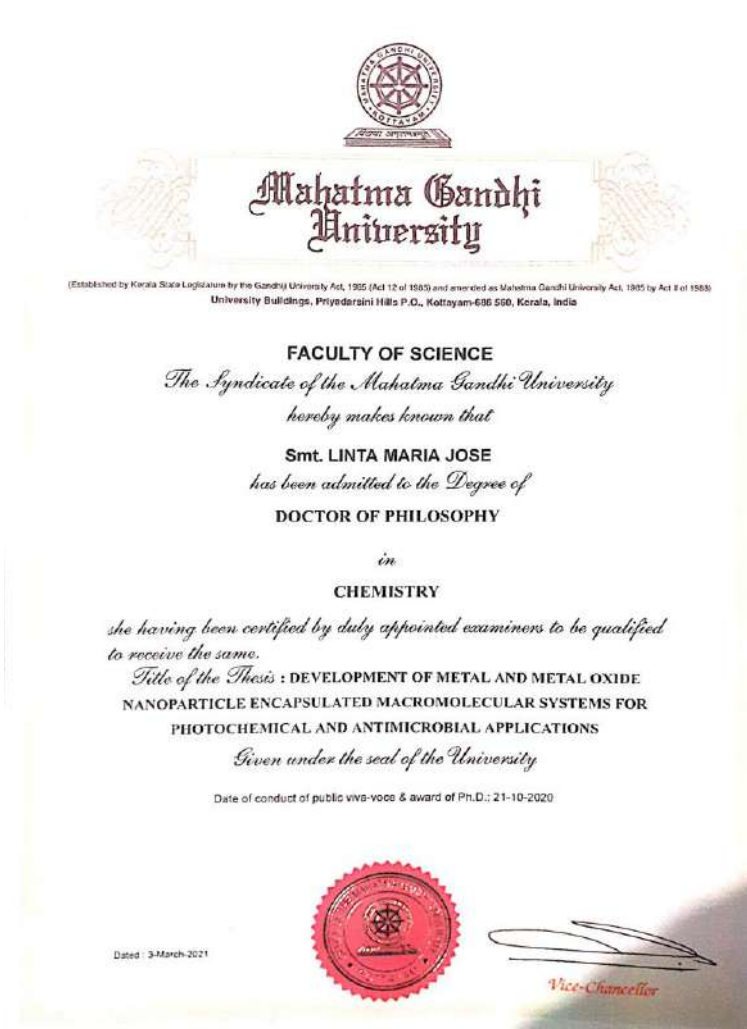 MAHATMA GANDHI UNIVERSITY
KOTTAYAM
Mahatma Gandhi
University
(Established by Kerala State Legislature by the Gandhiji University Act, 1985 (Act 12 of 1985) and amended as Mahatma Gandhi University Act, 1985 by Act 8 of 1988)
University Buildings, Priyadarsini Hills P.O., Kottayam-686 560, Kerala, India
FACULTY OF SCIENCE
The Syndicate of the Mahatma Gandhi University
hereby makes known that
Smt. LINTA MARIA JOSE
has been admitted to the Degree of
DOCTOR OF PHILOSOPHY
in
CHEMISTRY
she having been certified by duly appointed examiners to be qualified
to receive the same.
Title of the Thesis : DEVELOPMENT OF METAL AND METAL OXIDE
NANOPARTICLE ENCAPSULATED MACROMOLECULAR SYSTEMS FOR
PHOTOCHEMICAL AND ANTIMICROBIAL APPLICATIONS
Given under the seal of the University
Date of conduct of public viva-voce & award of Ph.D.: 21-10-2020
Dated : 3-March-2021
Vice-Chancellor